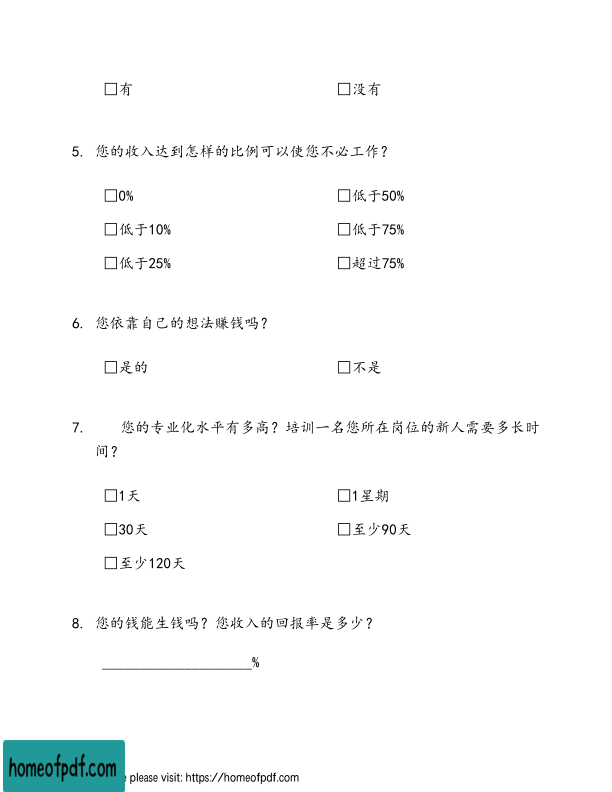 □有 □没有
5. 您的收入达到怎样的比例可以使您不必工作？
□0% □低于50%
□低于10% □低于75%
□低于25% □超过75%
6. 您依靠自己的想法赚钱吗？
□是的 □不是
7. 您的专业化水平有多高？培训一名您所在岗位的新人需要多长时
间？
□1天 □1星期
□30天 □至少90天
□至少120天
8. 您的钱能生钱吗？您收入的回报率是多少？
____________________%
homeofpdf.com
e please visit: https://homeofpdf.com